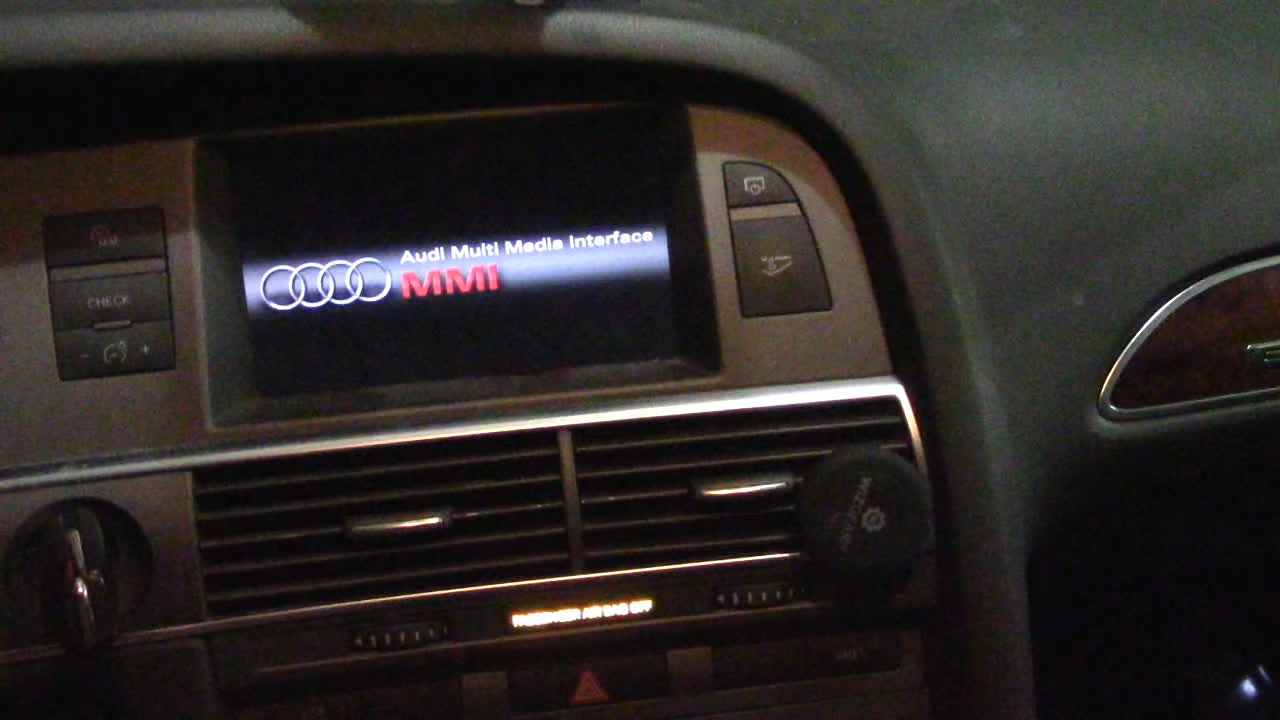 Audi Multi Media Interface
MMI
CHECK
- +
PASSENGER AIR BAG OFF